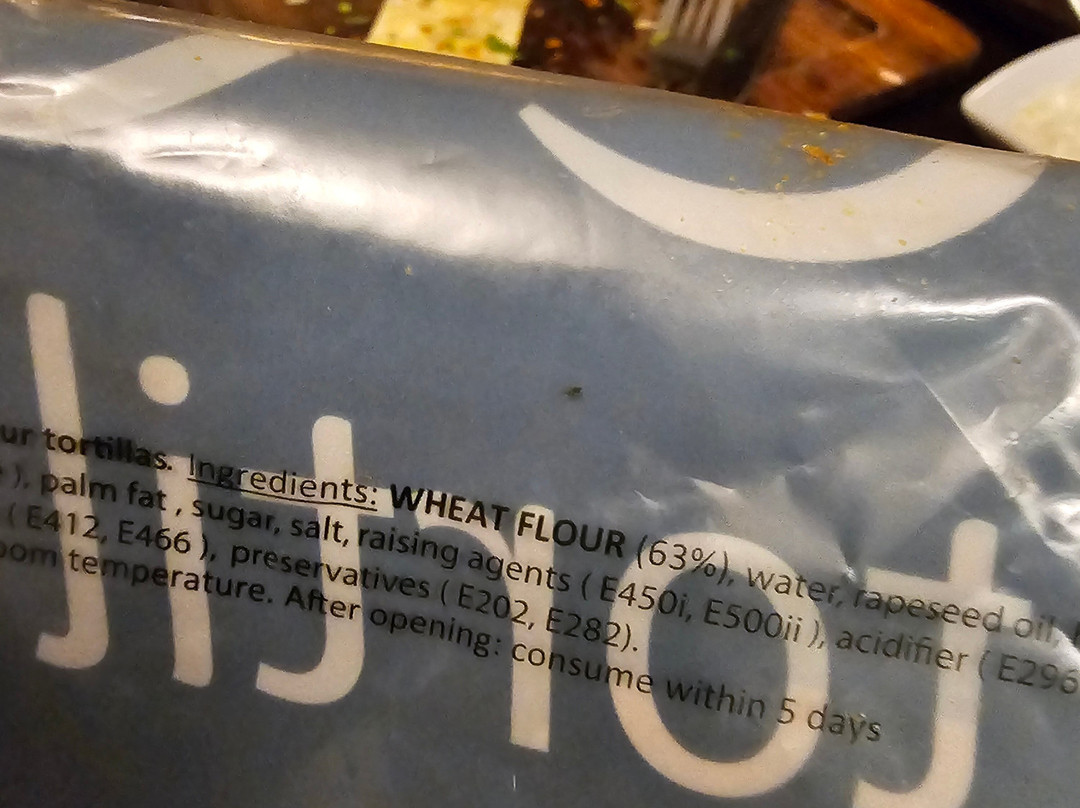 ur tortillas. Ingredients: WHEAT FLOUR (63%), water, rapeseed oil,
), palm fat , sugar, salt, raising agents ( E450i, E500ii ), acidifier ( E296
( E412, E466 ), preservatives ( E202, E282).
oom temperature. After opening: consume within 5 days